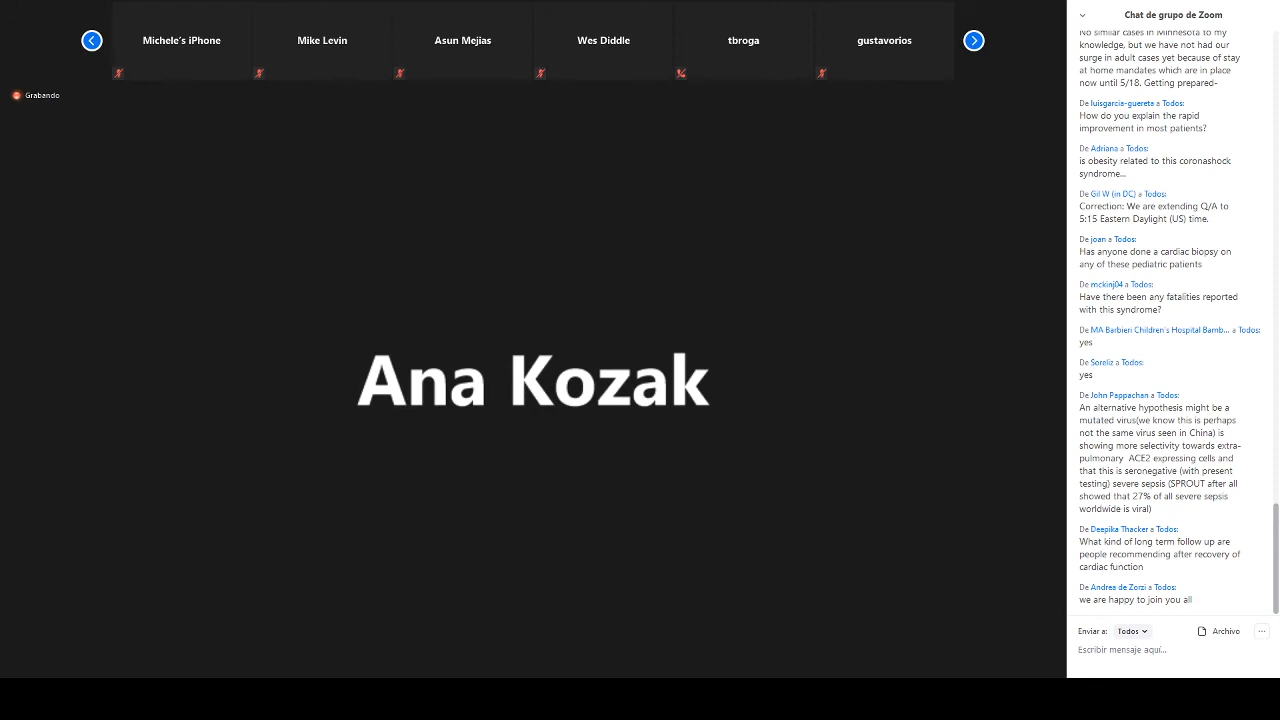 Michele's iPhone
Mike Levin
Asun Mejias
Wes Diddle
tbroga
gustavorios
Grabando
Ana Kozak
Chat de grupo de Zoom
No similar cases in Minnesota to my
knowledge, but we have not had our
surge in adult cases yet because of stay
at home mandates which are in place
now until 5/18. Getting prepared-
De luisgarcia-guereta a Todos:
How do you explain the rapid
improvement in most patients?
De Adriana a Todos:
is obesity related to this coronashock
syndrome...
De Gil W (in DC) a Todos:
Correction: We are extending Q/A to
5:15 Eastern Daylight (US) time.
De joan a Todos:
Has anyone done a cardiac biopsy on
any of these pediatric patients
De mckinj04 a Todos:
Have there been any fatalities reported
with this syndrome?
De MA Barbieri Children's Hospital Bamb... a Todos:
yes
De Soreliz a Todos:
yes
De John Pappachan a Todos:
An alternative hypothesis might be a
mutated virus(we know this is perhaps
not the same virus seen in China) is
showing more selectivity towards extra-
pulmonary  ACE2 expressing cells and
that this is seronegative (with present
testing) severe sepsis (SPROUT after all
showed that 27% of all severe sepsis
worldwide is viral)
De Deepika Thacker a Todos:
What kind of long term follow up are
people recommending after recovery of
cardiac function
De Andrea de Zorzi a Todos:
we are happy to join you all
Enviar a: Todos
Archivo
...
Escribir mensaje aquí...